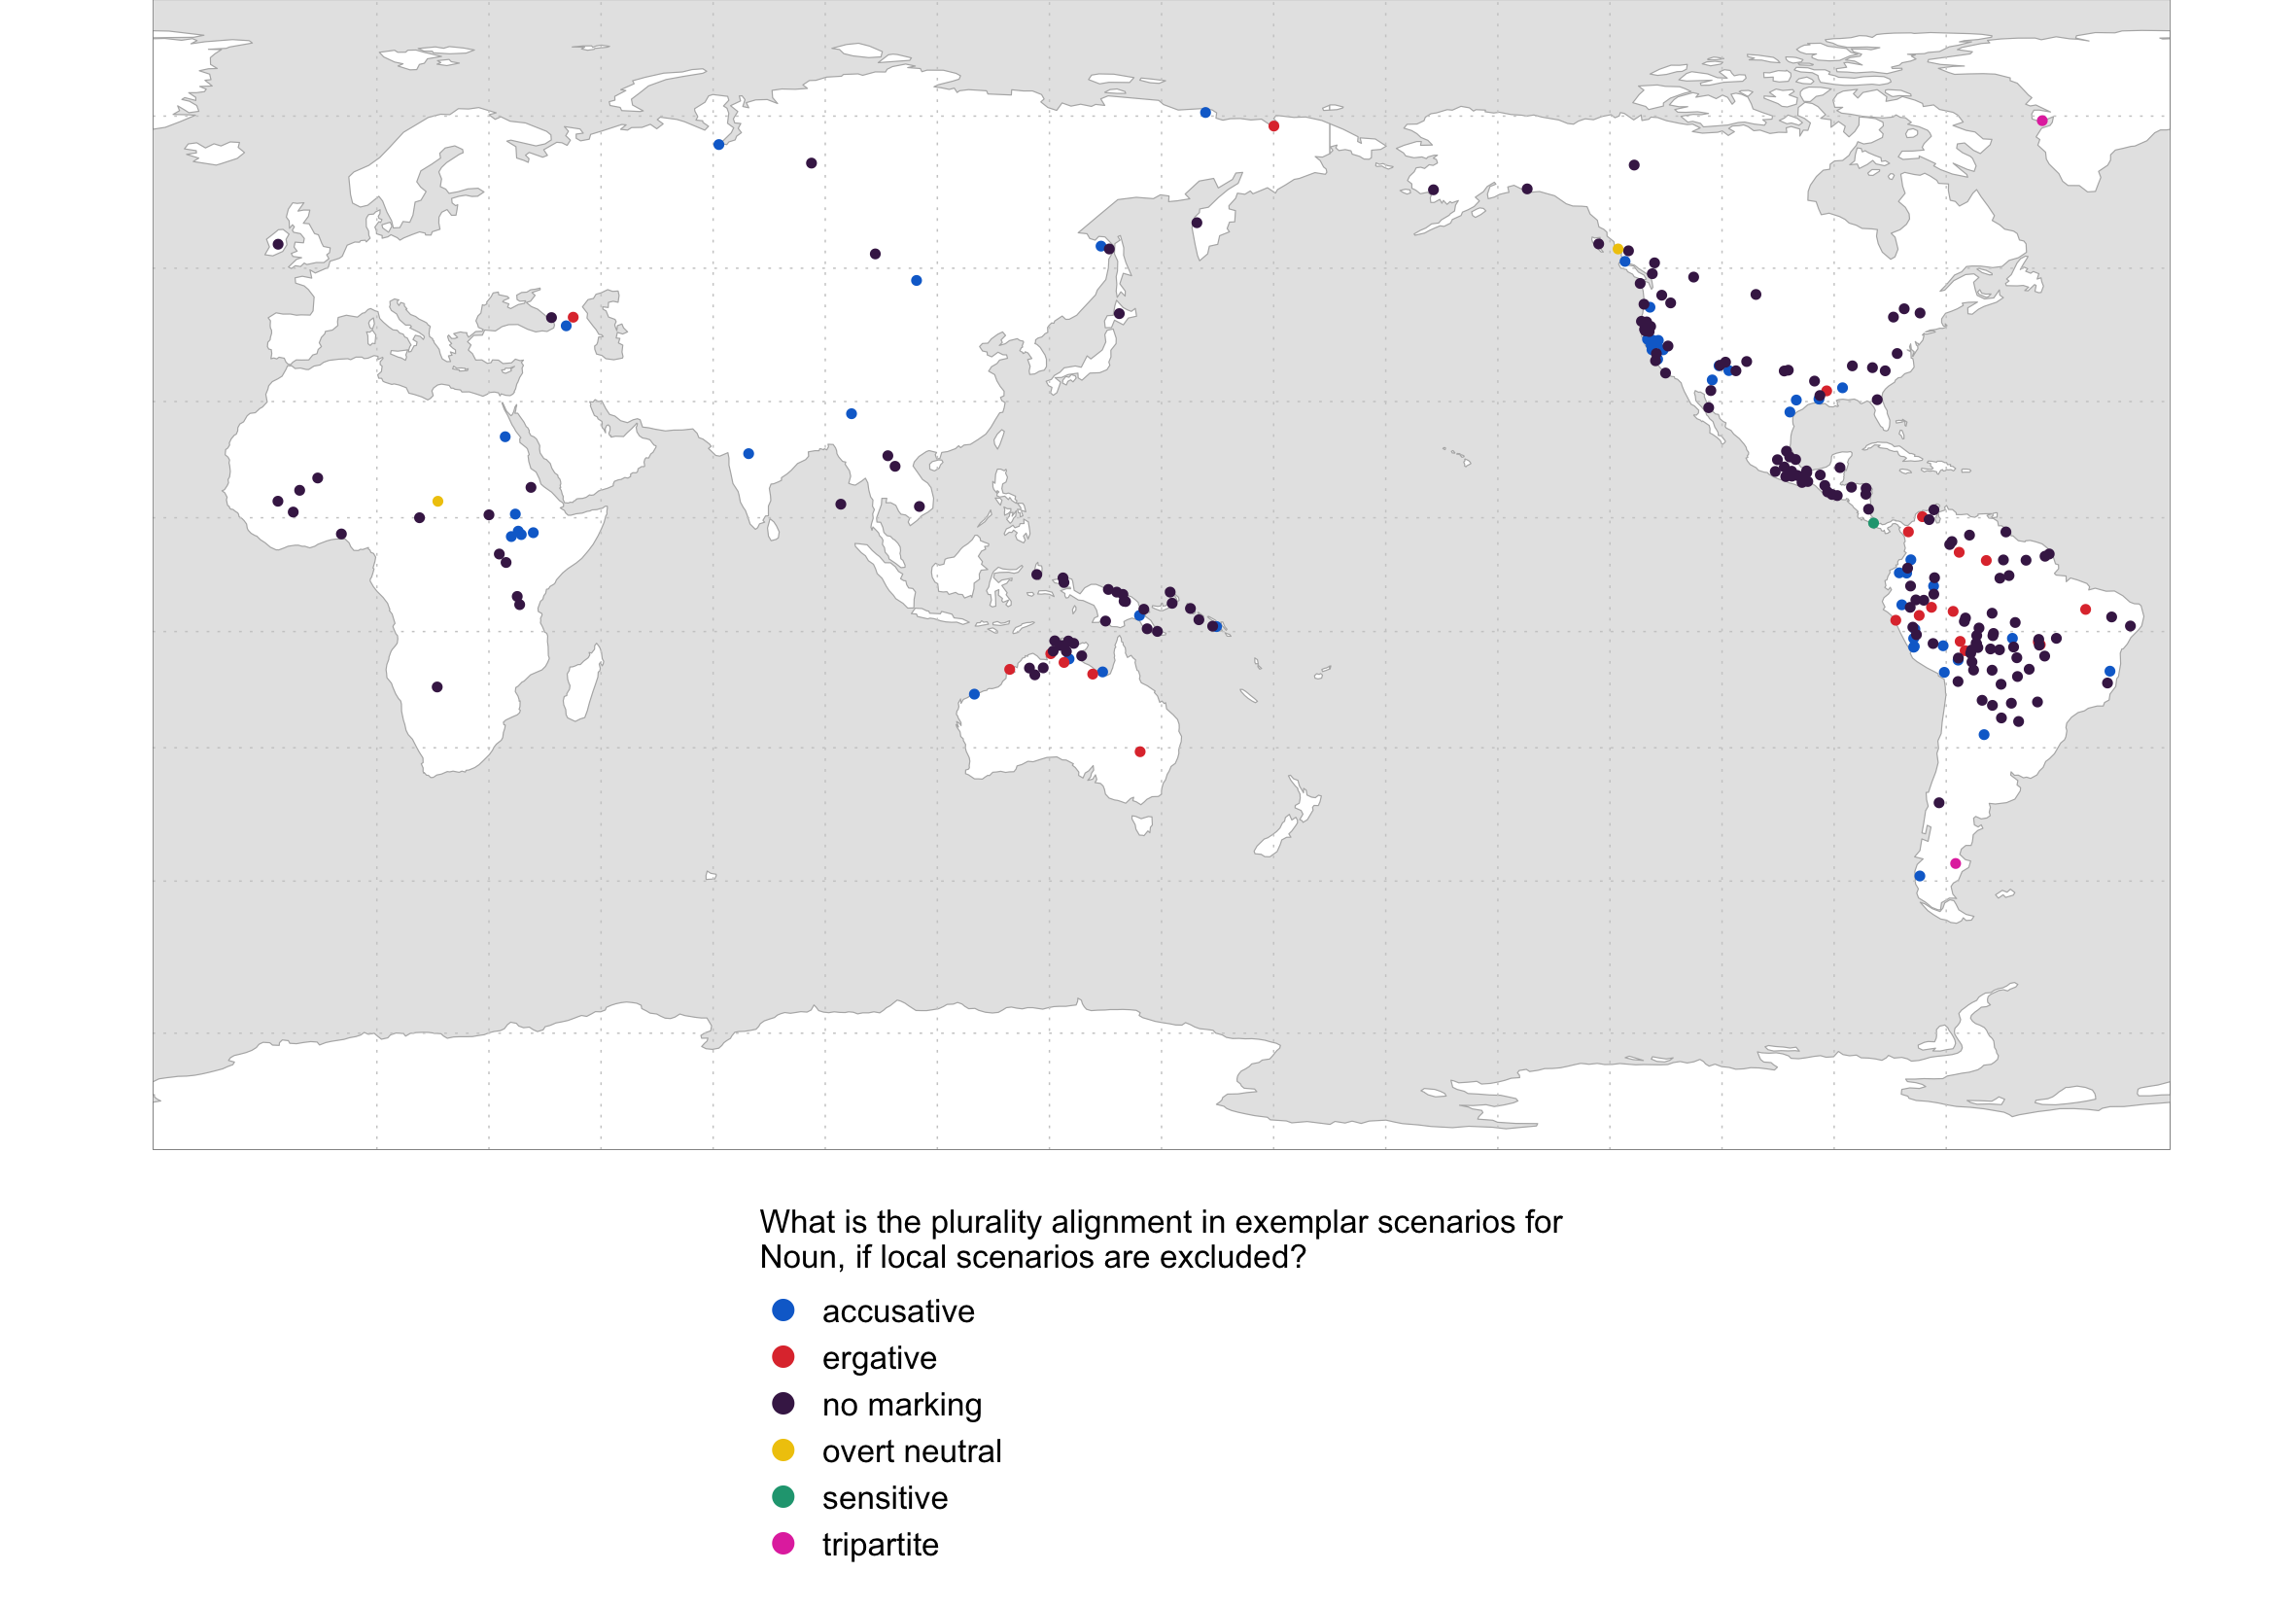 What is the plurality alignment in exemplar scenarios for
Noun, if local scenarios are excluded?
accusative
ergative
no marking
overt neutral
sensitive
tripartite